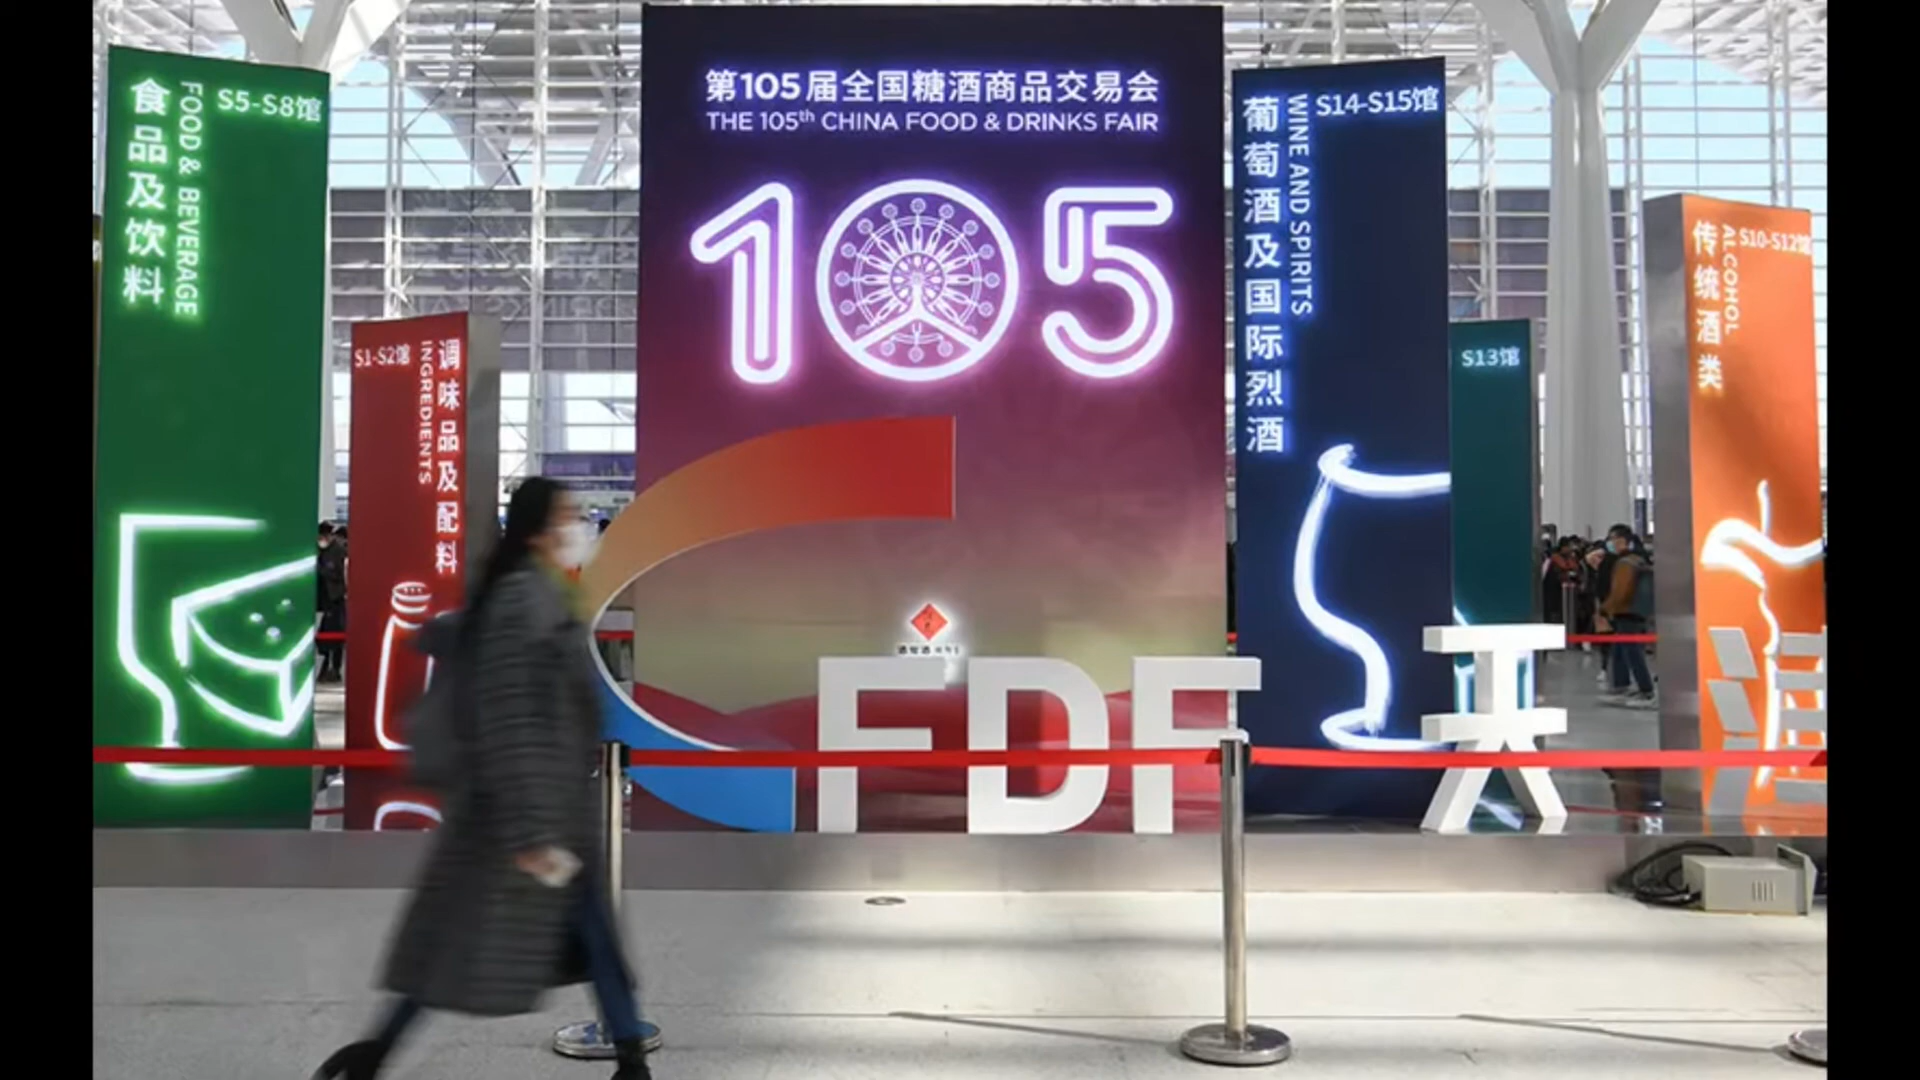 食品及饮料
FOOD & BEVERAGE
S5-S8馆
S1-S2馆
调味品及配料
INGREDIENTS
第105届全国糖酒商品交易会
THE 105th CHINA FOOD & DRINKS FAIR
105
CFDF
葡萄酒及国际烈酒
WINE AND SPIRITS
S14-S15馆
S13馆
传统酒类
ALCOHOL
S10-S12馆
天